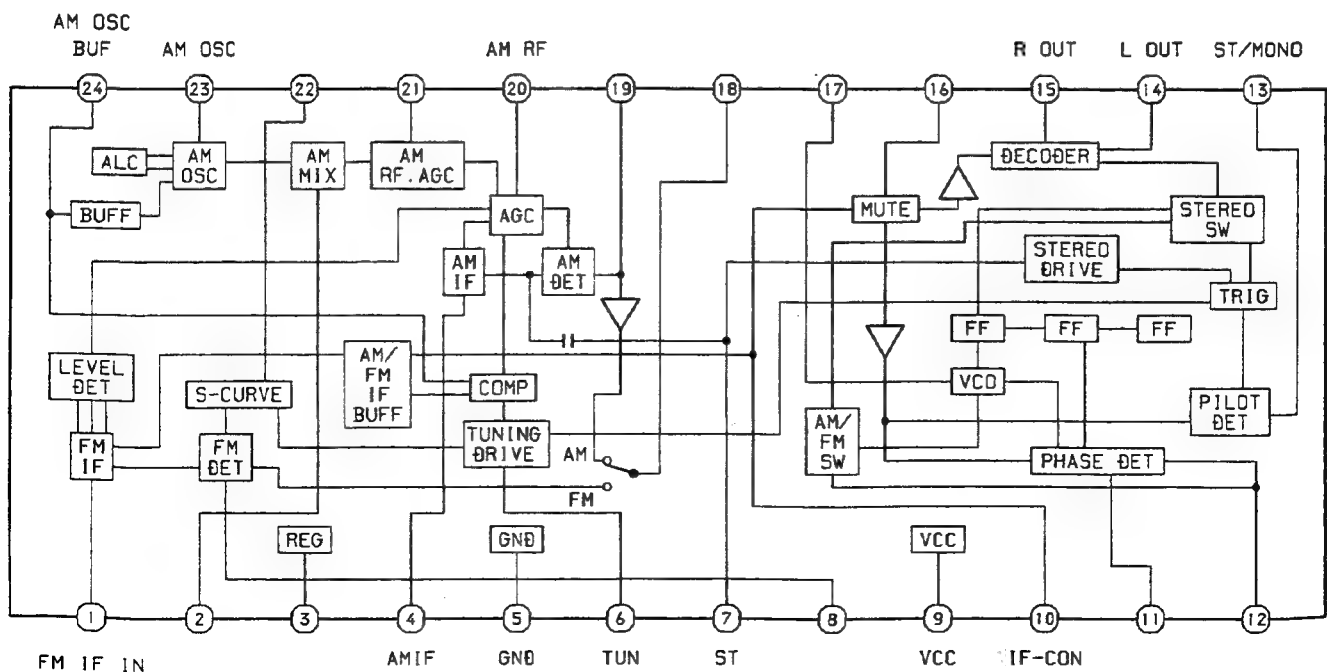 AM OSC
BUF AM OSC AM RF R OUT L OUT ST/MONO
24 23 22 21 20 19 18 17 16 15 14 13
ALC AM
OSC AM
MIX AM
RF.AGC DECODER
BUFF AGC MUTE STEREO
SW
AM
IF AM
DET STEREO
DRIVE
TRIG
FF FF FF
LEVEL
DET S-CURVE AM/
FM
IF
BUFF COMP VCO PILOT
DET
FM
IF FM
DET TUNING
DRIVE AM AM/
FM
SW PHASE DET
FM
REG GND VCC
1 2 3 4 5 6 7 8 9 10 11 12
FM IF IN AMIF GND TUN ST VCC IF-CON